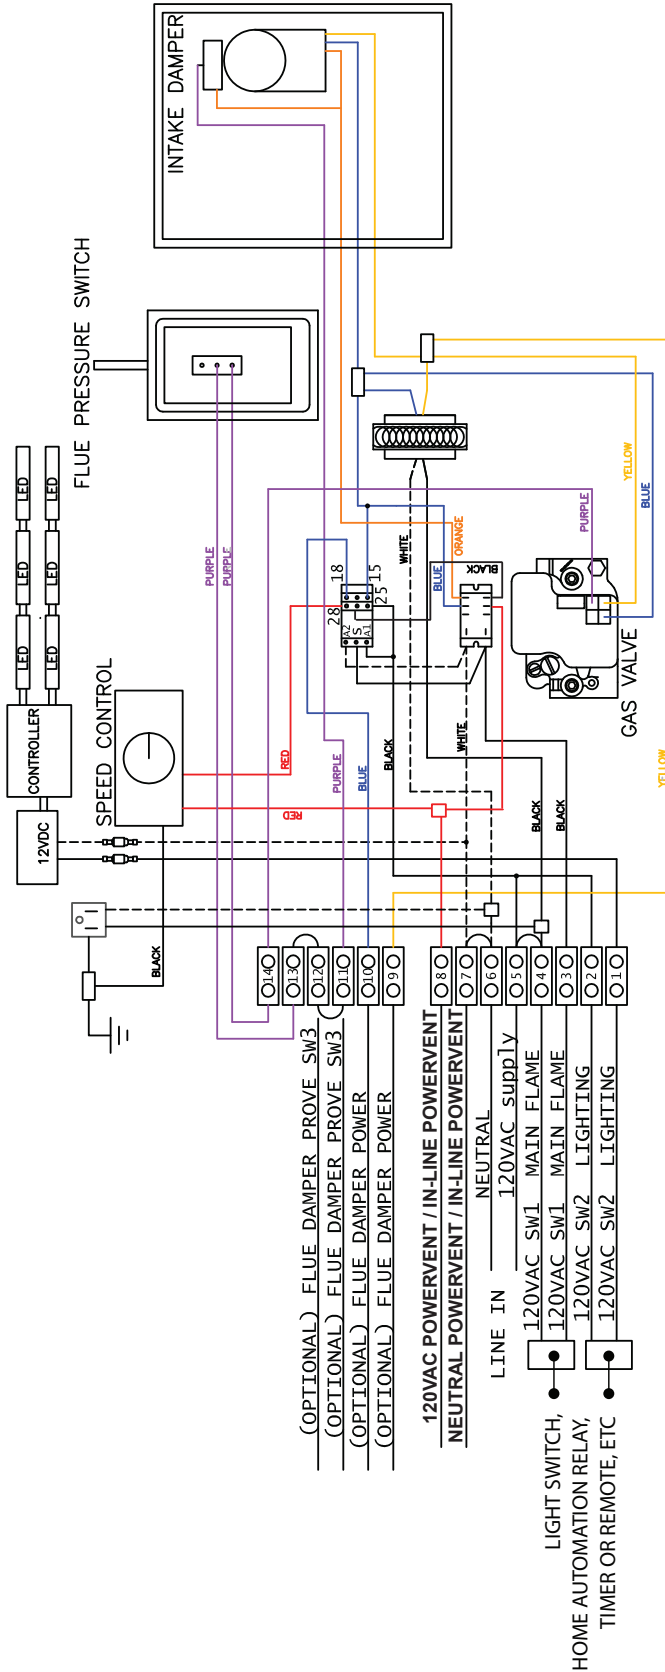 INTAKE DAMPER
FLUE PRESSURE SWITCH
LED
LED
LED
LED
LED
LED
CONTROLLER
12VDC
SPEED CONTROL
PURPLE
PURPLE
18
15
28
25
A2
S
A1
WHITE
BLUE
ORANGE
BLACK
PURPLE
YELLOW
BLUE
GAS VALVE
RED
RED
PURPLE
BLUE
BLACK
WHITE
BLACK
BLACK
YELLOW
BLACK
14
13
12
11
10
9
8
7
6
5
4
3
2
1
(OPTIONAL) FLUE DAMPER PROVE SW3
(OPTIONAL) FLUE DAMPER PROVE SW3
(OPTIONAL) FLUE DAMPER POWER
(OPTIONAL) FLUE DAMPER POWER
120VAC POWERVENT / IN-LINE POWERVENT
NEUTRAL POWERVENT / IN-LINE POWERVENT
LINE IN
NEUTRAL
120VAC supply
120VAC SW1 MAIN FLAME
120VAC SW1 MAIN FLAME
120VAC SW2 LIGHTING
120VAC SW2 LIGHTING
LIGHT SWITCH,
HOME AUTOMATION RELAY,
TIMER OR REMOTE, ETC